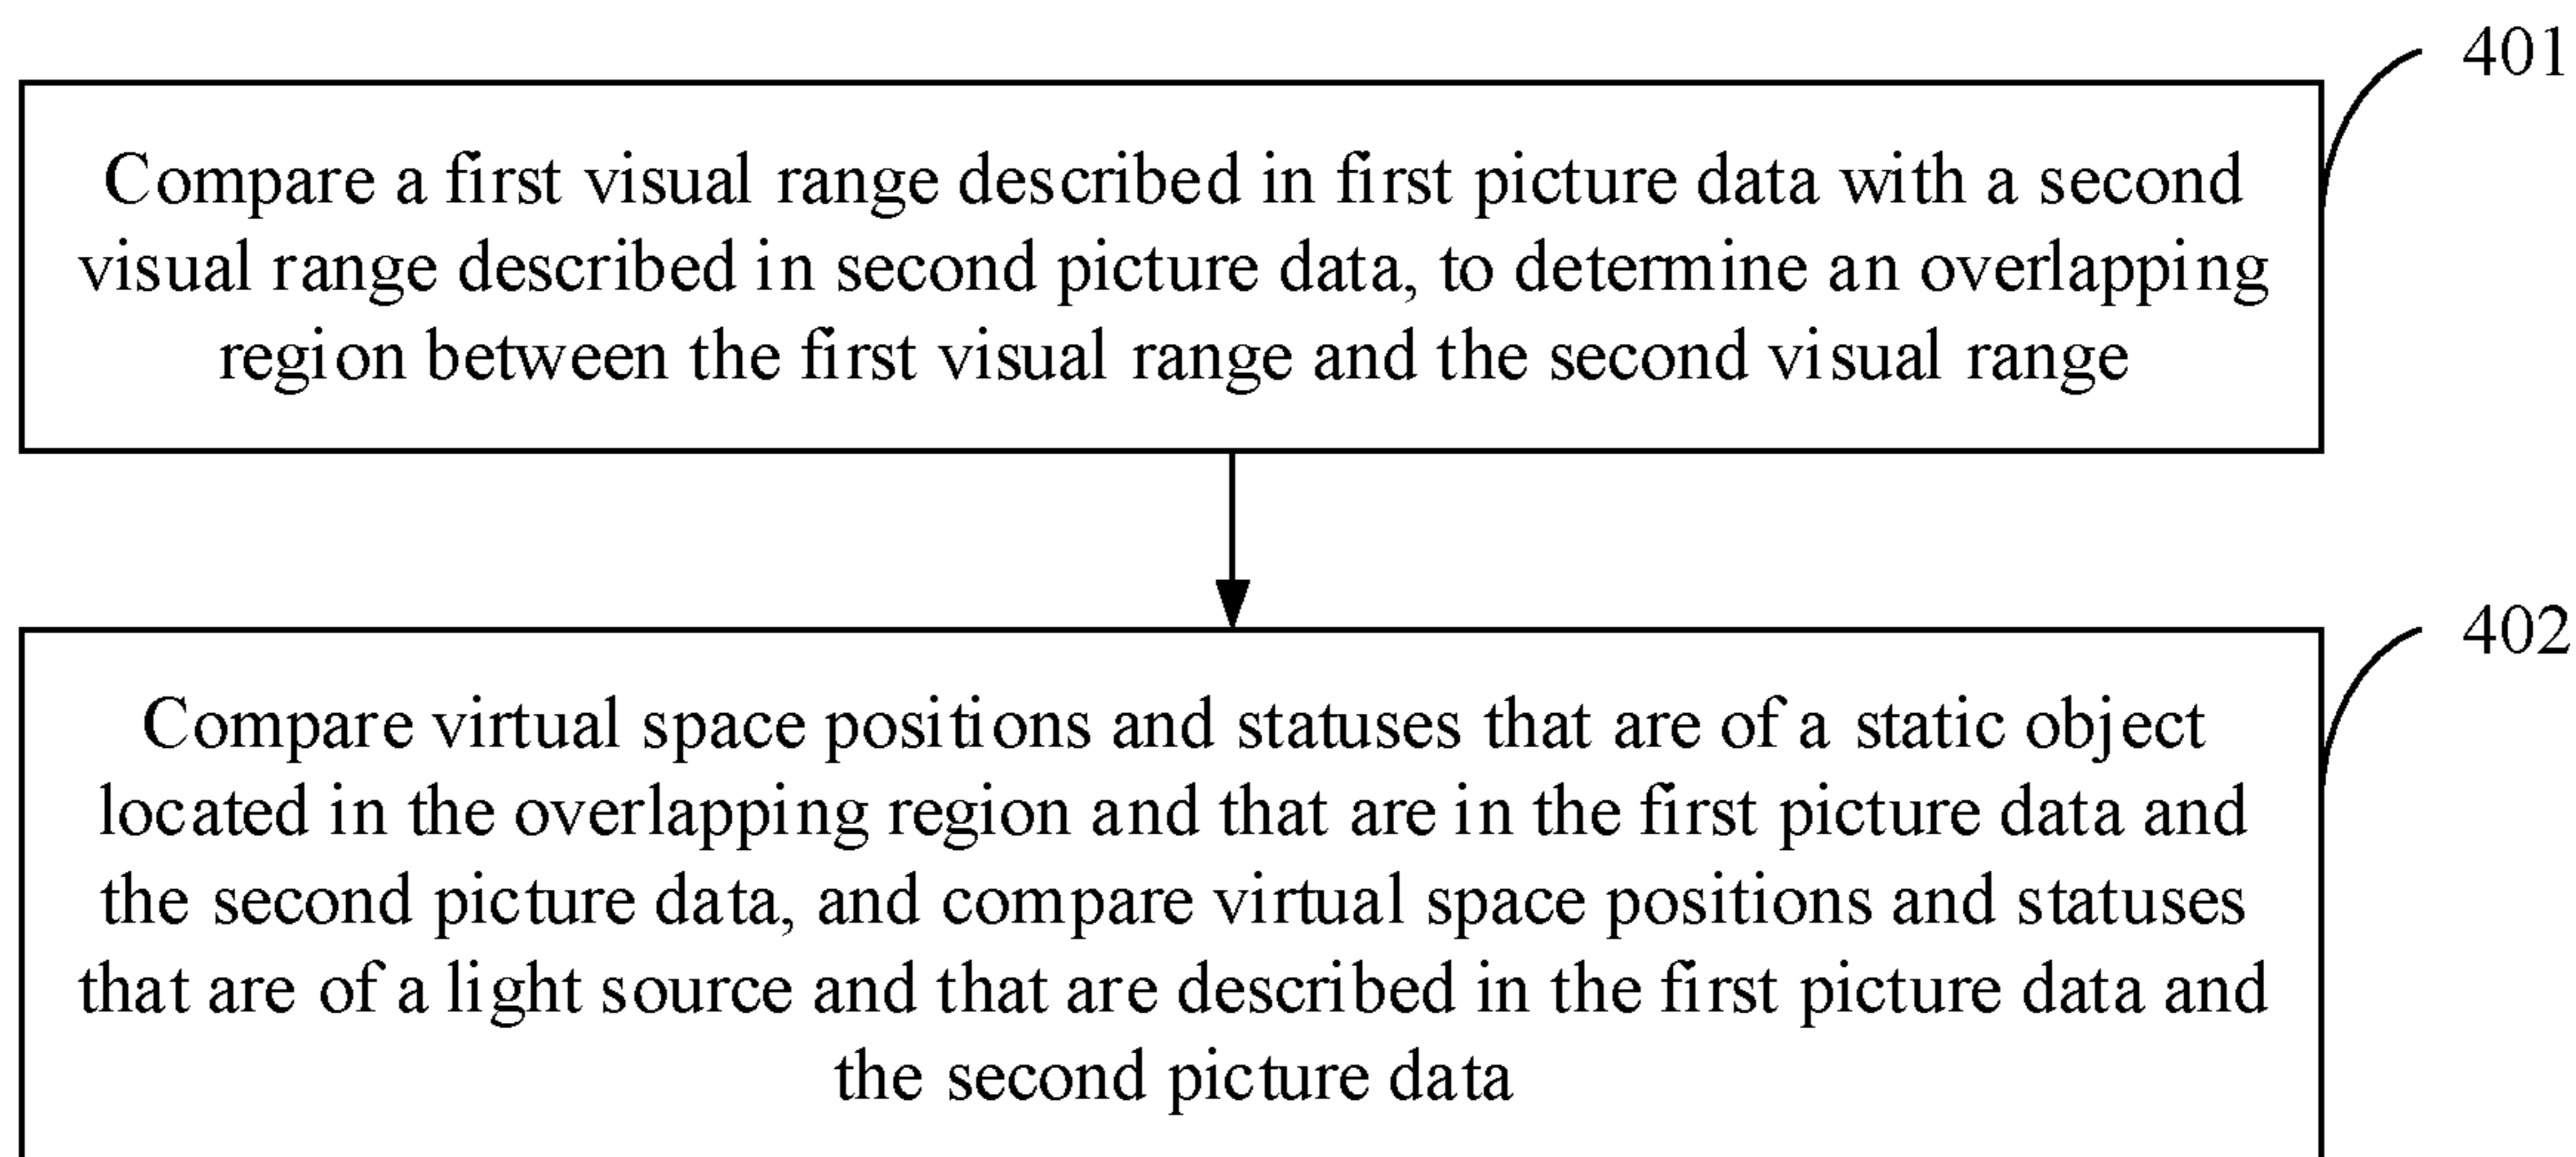 401
Compare a first visual range described in first picture data with a second
visual range described in second picture data, to determine an overlapping
region between the first visual range and the second visual range
402
Compare virtual space positions and statuses that are of a static object
located in the overlapping region and that are in the first picture data and
the second picture data, and compare virtual space positions and statuses
that are of a light source and that are described in the first picture data and
the second picture data